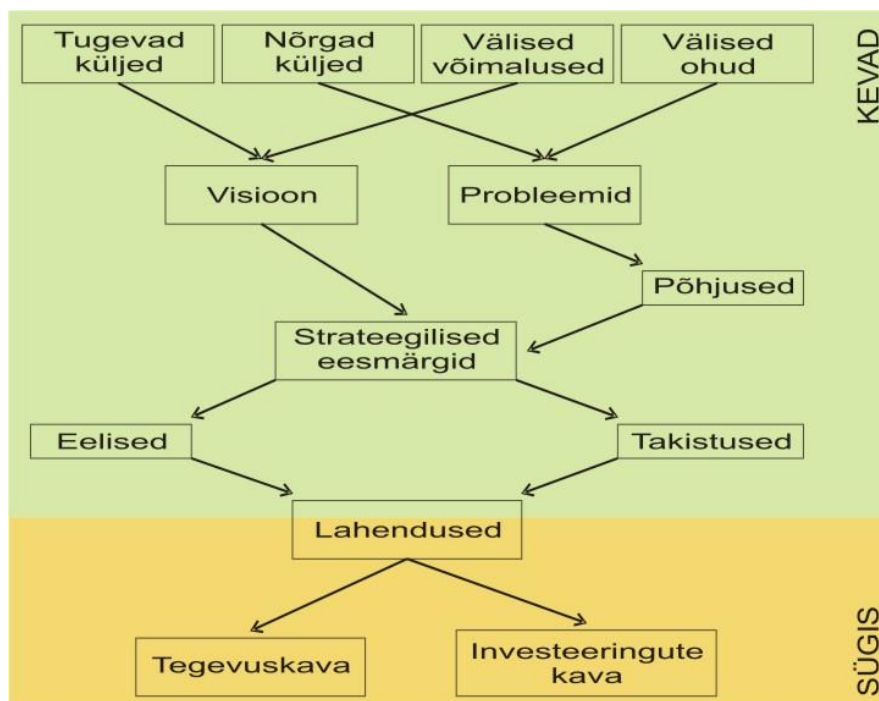 Tugevad
küljed
Nõrgad
küljed
Välised
võimalused
Välised
ohud
KEVAD
Visioon
Probleemid
Põhjused
Strateegilised
eesmärgid
Eelised
Takistused
Lahendused
Tegevuskava
Investeeringute
kava
SÜGIS